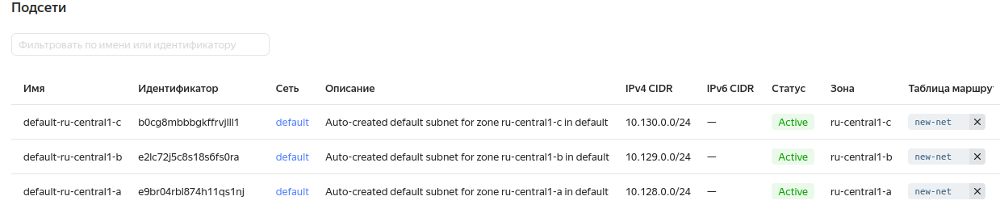 Подсети
Фильтровать по имени или идентификатору
Имя Идентификатор Сеть Описание IPv4 CIDR IPv6 CIDR Статус Зона Таблица маршру
default-ru-central1-c b0cg8mbbbgkffrvjlll1 default Auto-created default subnet for zone ru-central1-c in default 10.130.0.0/24 — Active ru-central1-c new-net ✕
default-ru-central1-b e2lc72j5c8s18s6fs0ra default Auto-created default subnet for zone ru-central1-b in default 10.129.0.0/24 — Active ru-central1-b new-net ✕
default-ru-central1-a e9br04rbl874h11qs1nj default Auto-created default subnet for zone ru-central1-a in default 10.128.0.0/24 — Active ru-central1-a new-net ✕